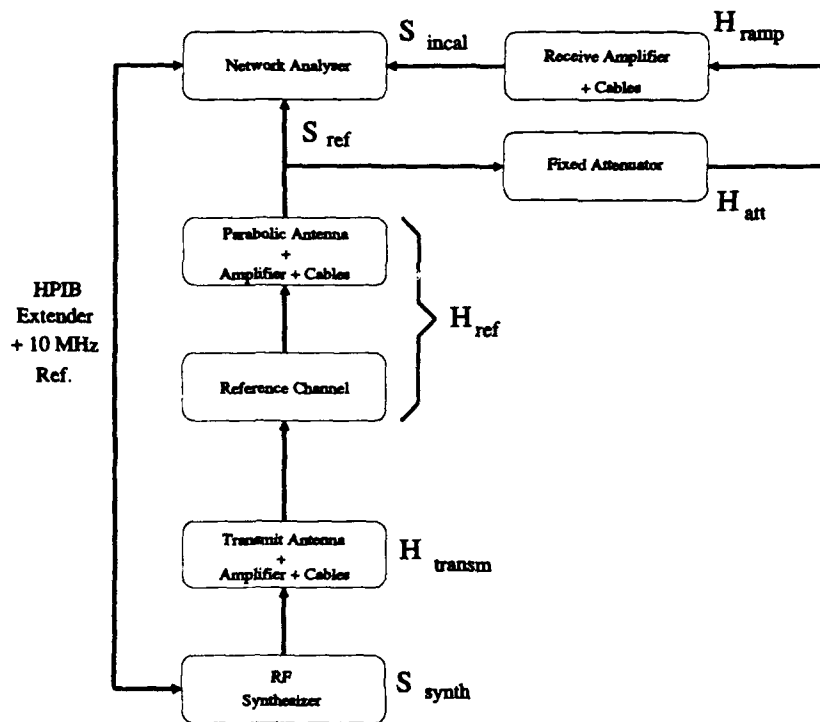 S incal
H ramp
Network Analyser
Receive Amplifier
+ Cables
S ref
Fixed Attenuator
H att
Parabolic Antenna
+
Amplifier + Cables
HPIB
Extender
+ 10 MHz
Ref.
H ref
Reference Channel
Transmit Antenna
+
Amplifier + Cables
H transm
RF
Synthesizer
S synth